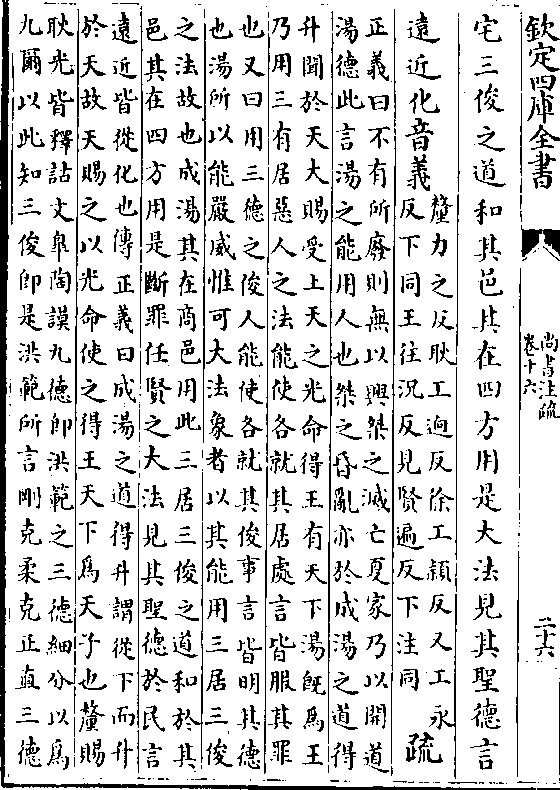 欽定四庫全書
尚書注疏
卷十六
二十六
宅三俊之道和其邑其在四方用是大法見其聖德言
遠近化音義
釐力之反耿工迥反徐工頴反又工永
反下同王往況反見賢遍反下注同
疏
正義曰不有所廢則無以興桀之滅亡夏家乃以開道
湯德此言湯之能用人也桀之昏亂亦於成湯之道得
升聞於天大賜受上天之光命得王有天下湯既爲王
乃用三有居惡人之法能使各就其居處言皆服其罪
也又曰用三德之俊人能使各就其俊事言皆明其德
也湯所以能嚴威惟可大法象者以其能用三居三俊
之法故也成湯其在商邑用此三居三俊之道和於其
邑其在四方用是斷罪任賢之大法見其聖德於民言
遠近皆從化也傳正義曰成湯之道得升謂從下而升
於天故天賜之以光命使之得王天下爲天子也釐賜
耿光皆釋詁文臯陶謨九德即洪範之三德細分以爲
九爾以此知三俊即是洪範所言剛克柔克正直三德